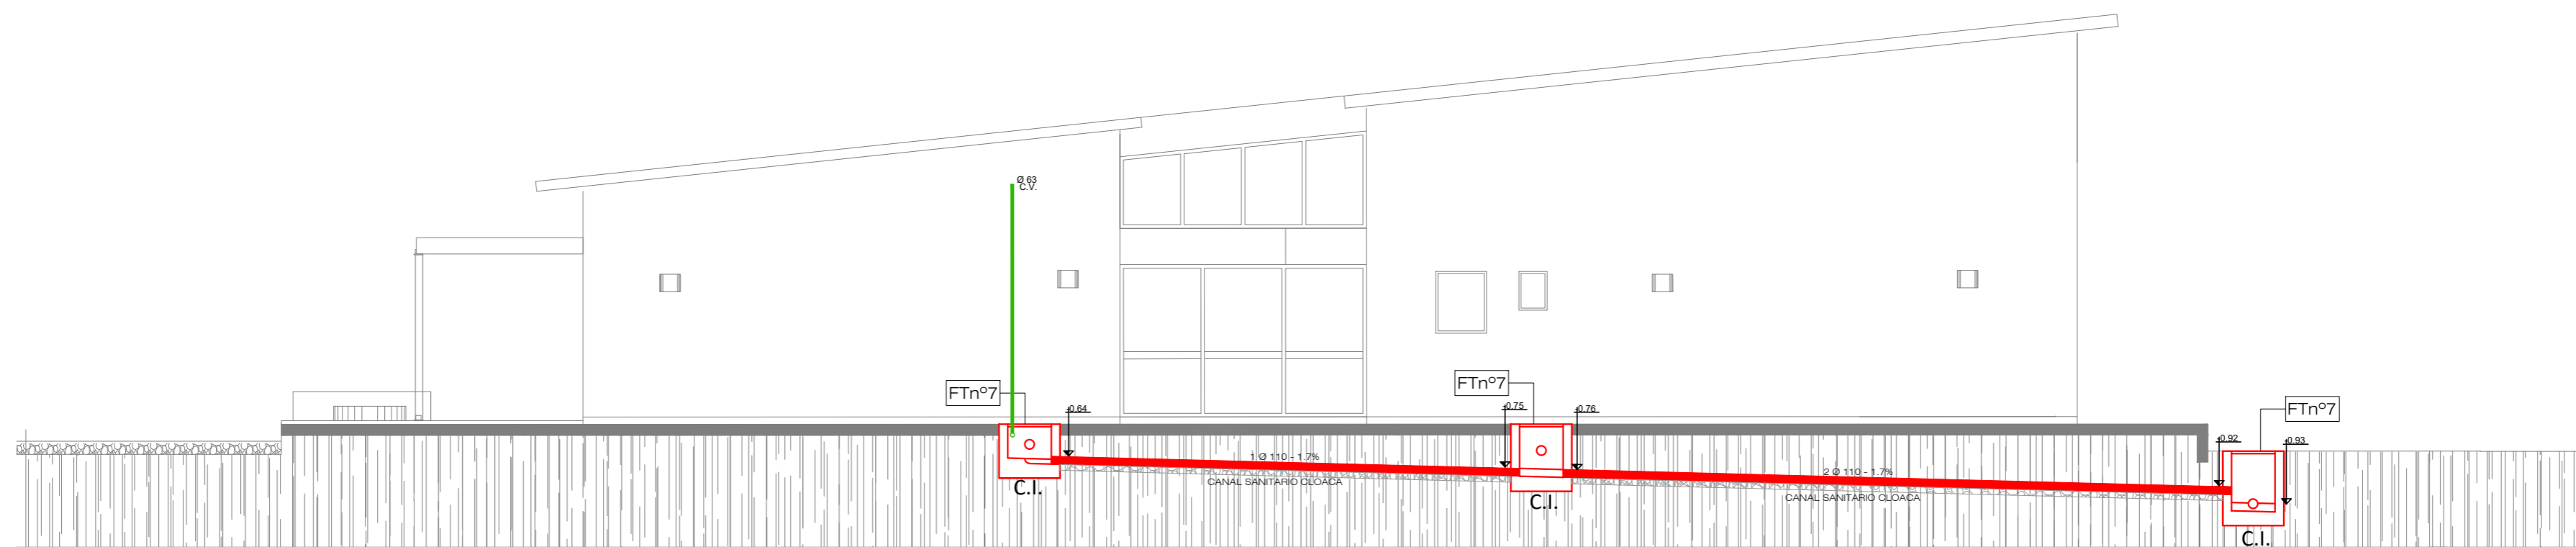 Ø 63
C.V.
FTnº7
-0.64
FTnº7
-0.75
-0.76
FTnº7
-0.92
-0.93
1 Ø 110 - 1.7%
CANAL SANITARIO CLOACA
2 Ø 110 - 1.7%
CANAL SANITARIO CLOACA
C.I.
C.I.
C.I.